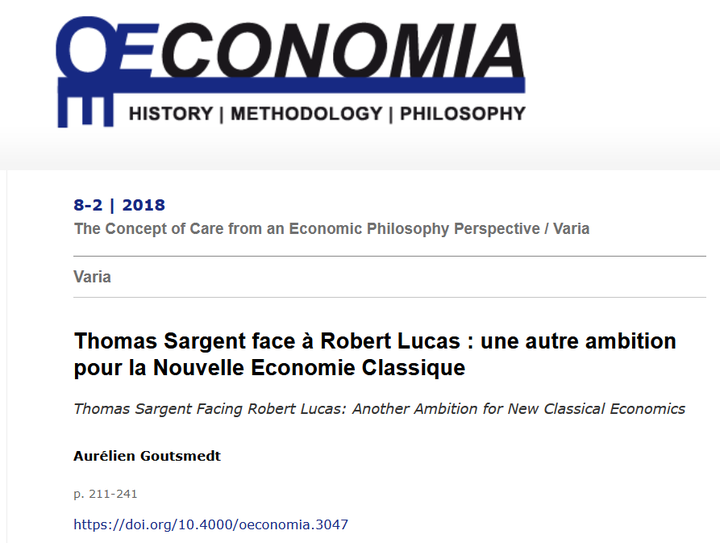 ŒCONOMIA
HISTORY | METHODOLOGY | PHILOSOPHY
8-2 | 2018
The Concept of Care from an Economic Philosophy Perspective / Varia
Varia
Thomas Sargent face à Robert Lucas : une autre ambition
pour la Nouvelle Economie Classique
Thomas Sargent Facing Robert Lucas: Another Ambition for New Classical Economics
Aurélien Goutsmedt
p. 211-241
https://doi.org/10.4000/oeconomia.3047